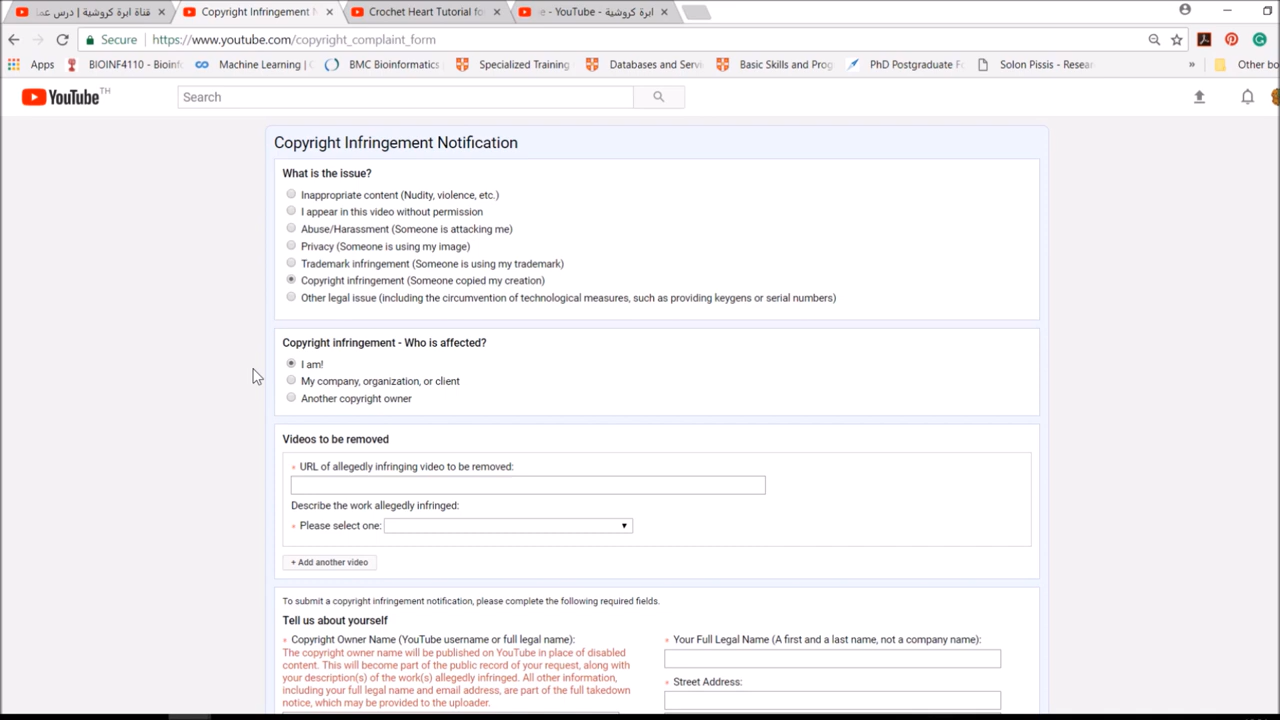 قناة ابرة كروشية | درس عما
Copyright Infringement N
Crochet Heart Tutorial fo
ابرة كروشية - YouTube - e
Secure
https://www.youtube.com/copyright_complaint_form
Apps
BIOINF4110 - Bioinf
Machine Learning | C
BMC Bioinformatics
Specialized Training
Databases and Servi
Basic Skills and Prog
PhD Postgraduate Fo
Solon Pissis - Resear
»
Other bo
YouTube TH
Search
Copyright Infringement Notification
What is the issue?
Inappropriate content (Nudity, violence, etc.)
I appear in this video without permission
Abuse/Harassment (Someone is attacking me)
Privacy (Someone is using my image)
Trademark infringement (Someone is using my trademark)
Copyright infringement (Someone copied my creation)
Other legal issue (including the circumvention of technological measures, such as providing keygens or serial numbers)
Copyright infringement - Who is affected?
I am!
My company, organization, or client
Another copyright owner
Videos to be removed
* URL of allegedly infringing video to be removed:
Describe the work allegedly infringed:
* Please select one:
+ Add another video
To submit a copyright infringement notification, please complete the following required fields.
Tell us about yourself
* Copyright Owner Name (YouTube username or full legal name):
The copyright owner name will be published on YouTube in place of disabled
content. This will become part of the public record of your request, along with
your description(s) of the work(s) allegedly infringed. All other information,
including your full legal name and email address, are part of the full takedown
notice, which may be provided to the uploader.
* Your Full Legal Name (A first and a last name, not a company name):
* Street Address: